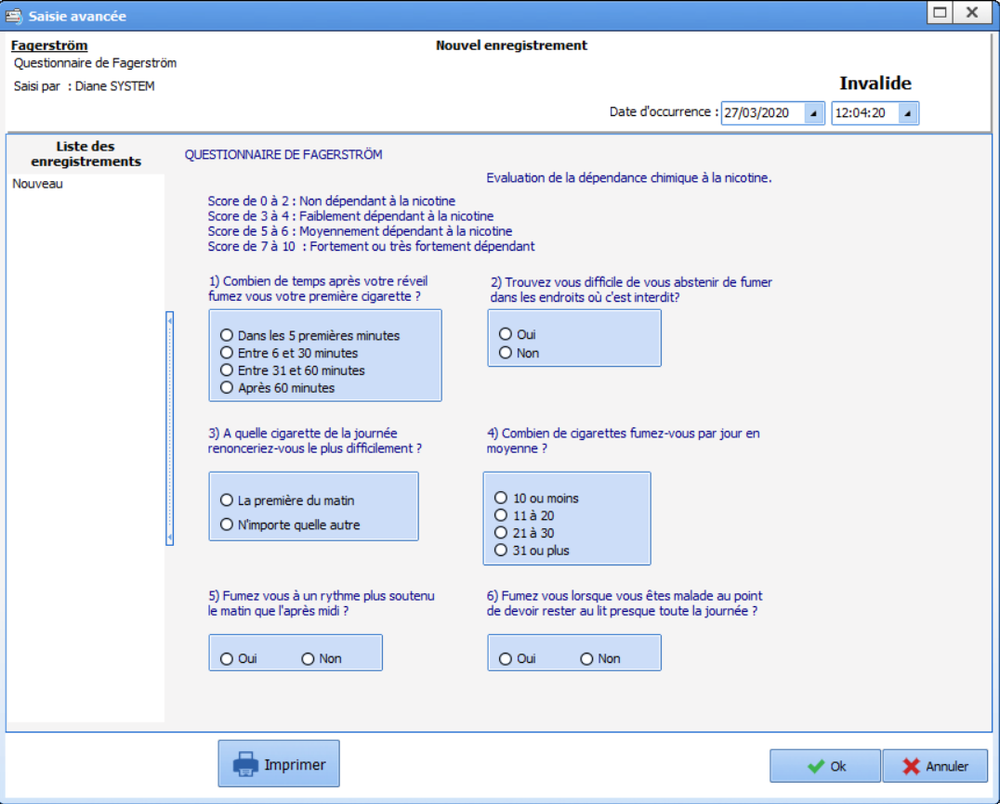 Saisie avancée
Fagerström
Nouvel enregistrement
Questionnaire de Fagerström
Saisi par : Diane SYSTEM
Invalide
Date d'occurrence : 27/03/2020 12:04:20
Liste des
enregistrements
Nouveau
QUESTIONNAIRE DE FAGERSTRÖM
Evaluation de la dépendance chimique à la nicotine.
Score de 0 à 2 : Non dépendant à la nicotine
Score de 3 à 4 : Faiblement dépendant à la nicotine
Score de 5 à 6 : Moyennement dépendant à la nicotine
Score de 7 à 10 : Fortement ou très fortement dépendant
1) Combien de temps après votre réveil
fumez vous votre première cigarette ?
Dans les 5 premières minutes
Entre 6 et 30 minutes
Entre 31 et 60 minutes
Après 60 minutes
2) Trouvez vous difficile de vous abstenir de fumer
dans les endroits où c'est interdit?
Oui
Non
3) A quelle cigarette de la journée
renonceriez-vous le plus difficilement ?
La première du matin
N'importe quelle autre
4) Combien de cigarettes fumez-vous par jour en
moyenne ?
10 ou moins
11 à 20
21 à 30
31 ou plus
5) Fumez vous à un rythme plus soutenu
le matin que l'après midi ?
Oui Non
6) Fumez vous lorsque vous êtes malade au point
de devoir rester au lit presque toute la journée ?
Oui Non
Imprimer
Ok
Annuler